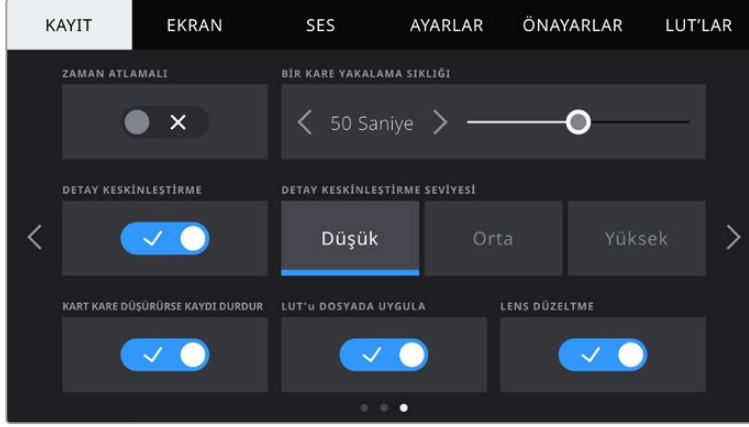 KAYIT EKRAN SES AYARLAR ÖNAYARLAR LUT'LAR
ZAMAN ATLAMALI BİR KARE YAKALAMA SIKLIĞI
50 Saniye
DETAY KESKİNLEŞTİRME DETAY KESKİNLEŞTİRME SEVİYESİ
Düşük Orta Yüksek
KART KARE DÜŞÜRÜRSE KAYDI DURDUR LUT'u DOSYADA UYGULA LENS DÜZELTME